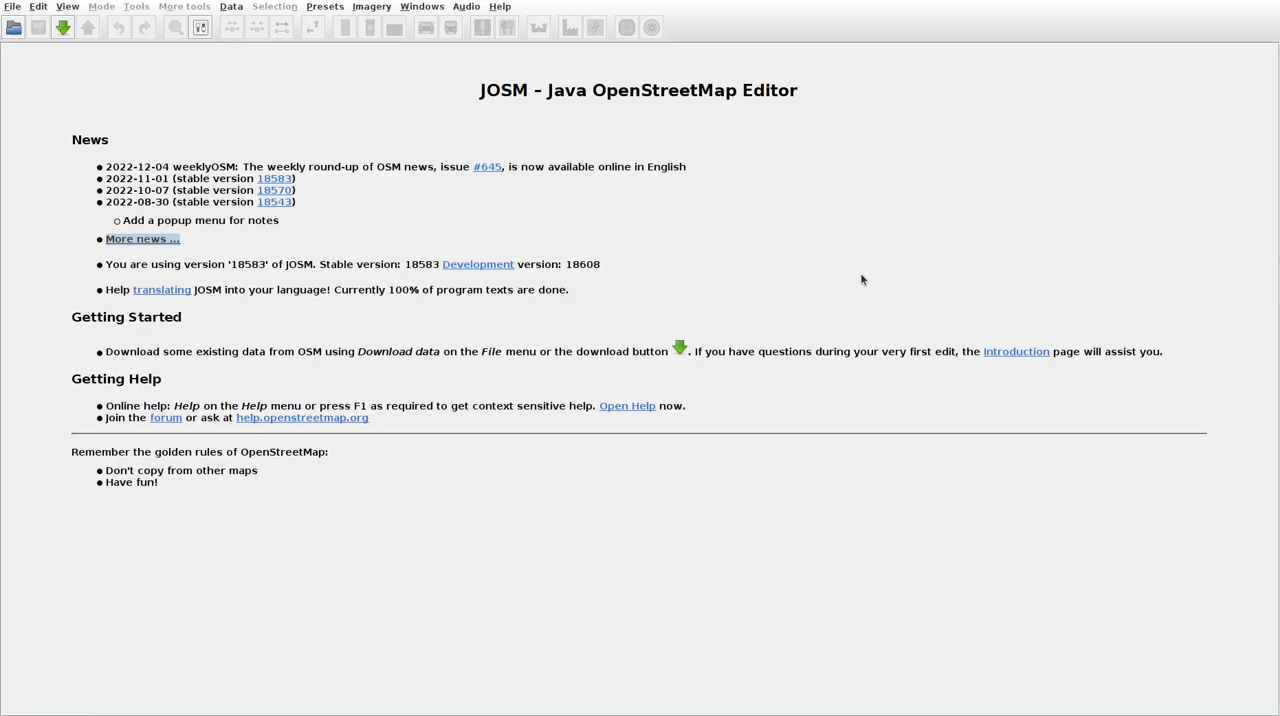 File Edit View Mode Tools More tools Data Selection Presets Imagery Windows Audio Help
JOSM – Java OpenStreetMap Editor
News
2022-12-04 weeklyOSM: The weekly round-up of OSM news, issue #645, is now available online in English
2022-11-01 (stable version 18583)
2022-10-07 (stable version 18570)
2022-08-30 (stable version 18543)
Add a popup menu for notes
More news ...
You are using version '18583' of JOSM. Stable version: 18583 Development version: 18608
Help translating JOSM into your language! Currently 100% of program texts are done.
Getting Started
Download some existing data from OSM using Download data on the File menu or the download button . If you have questions during your very first edit, the Introduction page will assist you.
Getting Help
Online help: Help on the Help menu or press F1 as required to get context sensitive help. Open Help now.
Join the forum or ask at help.openstreetmap.org
Remember the golden rules of OpenStreetMap:
Don't copy from other maps
Have fun!